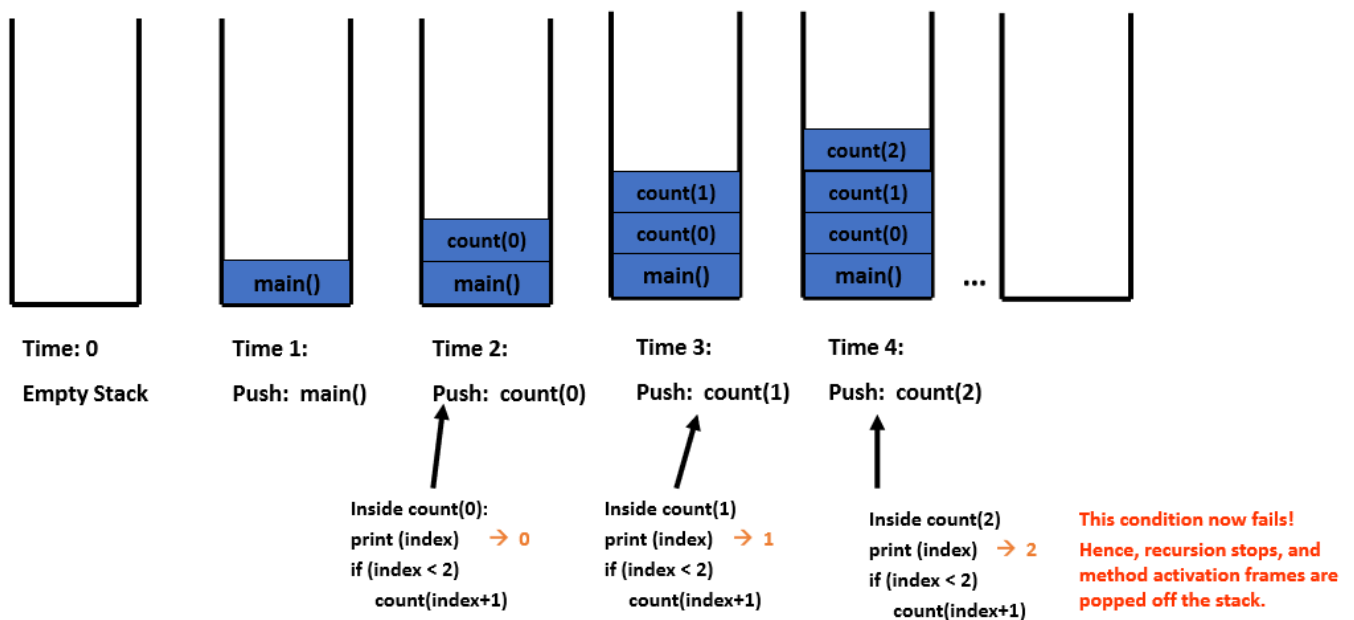 count(2)
count(1)
count(1)
count(0)
count(0)
count(0)
main()
main()
main()
main()
...
Time: 0
Empty Stack
Time 1:
Push: main()
Time 2:
Push: count(0)
Time 3:
Push: count(1)
Time 4:
Push: count(2)
Inside count(0):
print (index) → 0
if (index < 2)
count(index+1)
Inside count(1)
print (index) → 1
if (index < 2)
count(index+1)
Inside count(2)
print (index) → 2
if (index < 2)
count(index+1)
This condition now fails!
Hence, recursion stops, and
method activation frames are
popped off the stack.